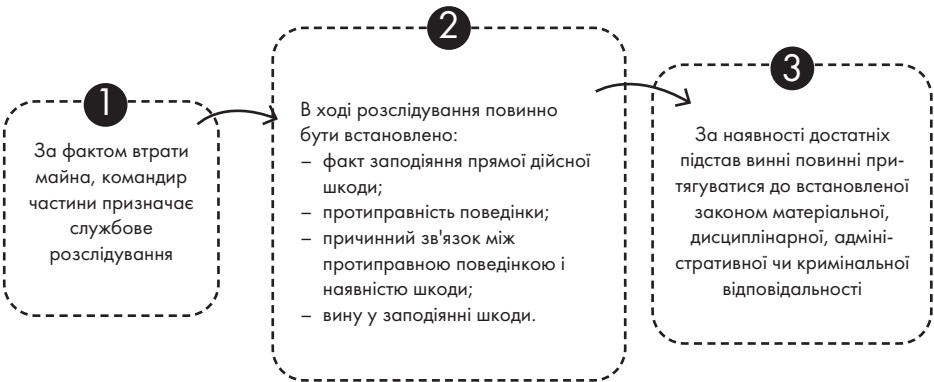 1
За фактом втрати
майна, командир
частини призначає
службове
розслідування
2
В ході розслідування повинно
бути встановлено:
– факт заподіяння прямої дійсної
шкоди;
– протиправність поведінки;
– причинний зв'язок між
протиправною поведінкою і
наявністю шкоди;
– вину у заподіянні шкоди.
3
За наявності достатніх
підстав винні повинні при-
тягуватися до встановленої
законом матеріальної,
дисциплінарної, адміні-
стративної чи кримінальної
відповідальності